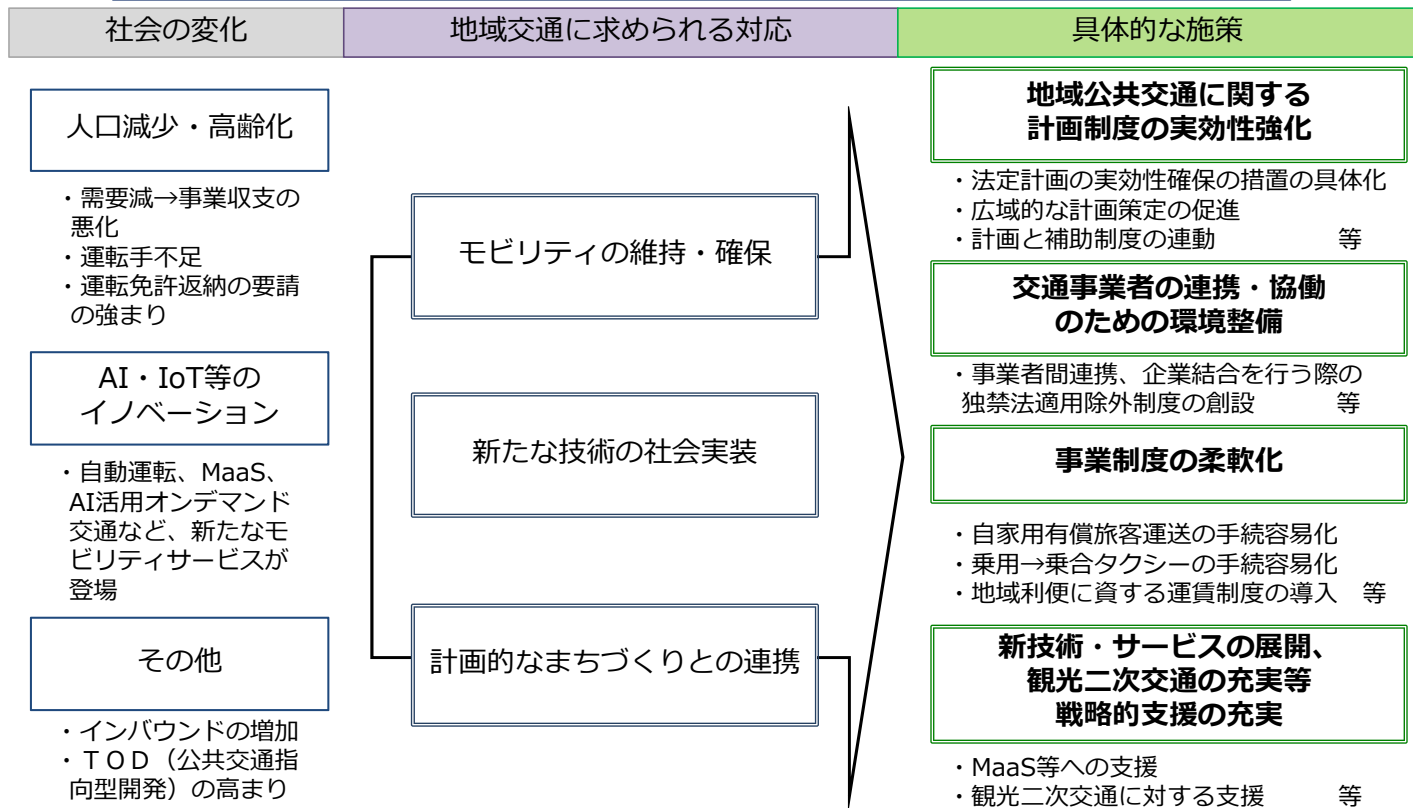 社会の変化
地域交通に求められる対応
具体的な施策
人口減少・高齢化
・需要減→事業収支の
悪化
・運転手不足
・運転免許返納の要請
の強まり
AI・IoT等の
イノベーション
・自動運転、MaaS、
AI活用オンデマンド
交通など、新たなモ
ビリティサービスが
登場
その他
・インバウンドの増加
・ＴＯＤ（公共交通指
向型開発）の高まり
モビリティの維持・確保
新たな技術の社会実装
計画的なまちづくりとの連携
地域公共交通に関する
計画制度の実効性強化
・法定計画の実効性確保の措置の具体化
・広域的な計画策定の促進
・計画と補助制度の連動　　　　　等
交通事業者の連携・協働
のための環境整備
・事業者間連携、企業結合を行う際の
独禁法適用除外制度の創設　　　　等
事業制度の柔軟化
・自家用有償旅客運送の手続容易化
・乗用→乗合タクシーの手続容易化
・地域利便に資する運賃制度の導入　等
新技術・サービスの展開、
観光二次交通の充実等
戦略的支援の充実
・MaaS等への支援
・観光二次交通に対する支援　　　等